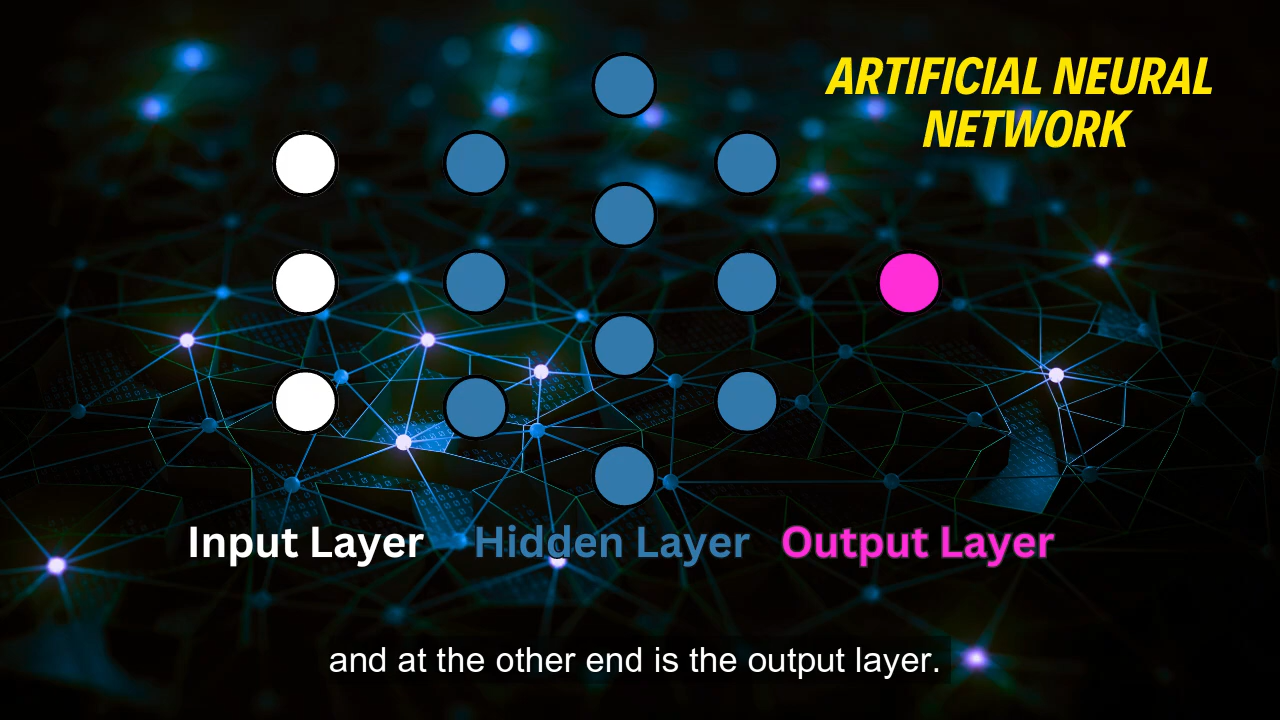 ARTIFICIAL NEURAL
NETWORK
Input Layer Hidden Layer Output Layer
and at the other end is the output layer.